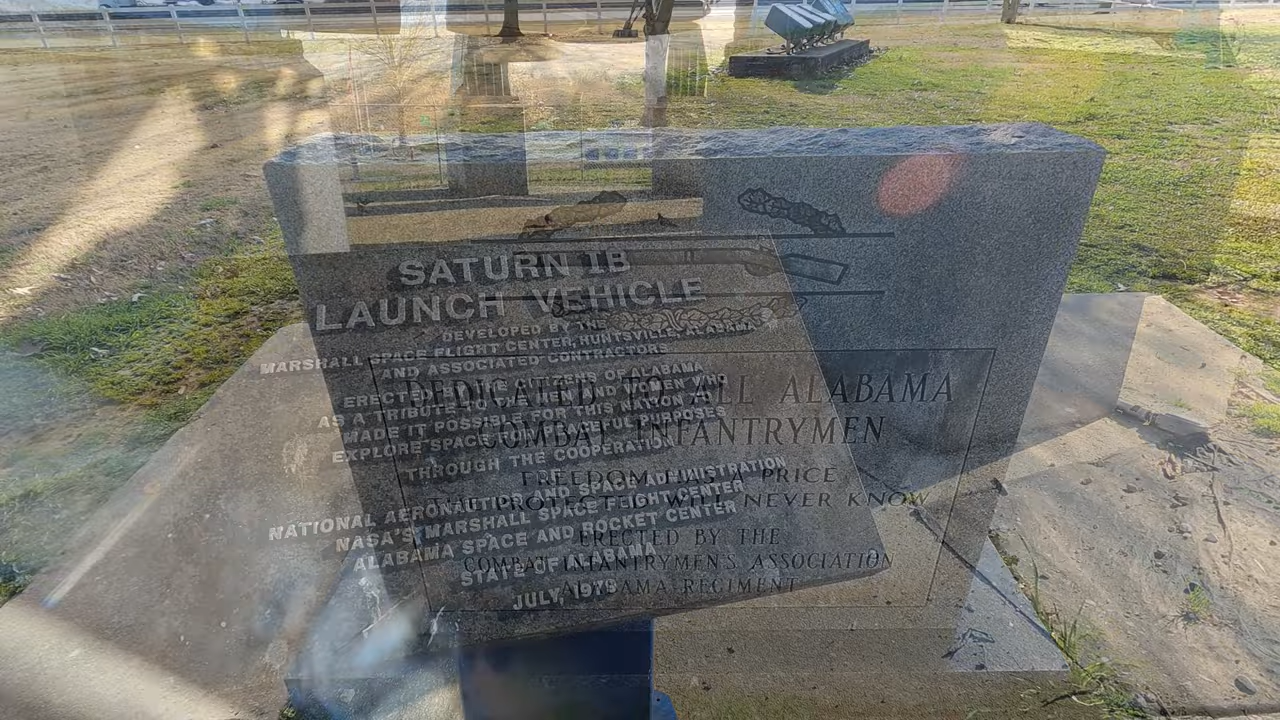 SATURN IB
LAUNCH VEHICLE
DEVELOPED BY THE
MARSHALL SPACE FLIGHT CENTER, HUNTSVILLE, ALABAMA
AND ASSOCIATED CONTRACTORS
ERECTED BY THE CITIZENS OF ALABAMA
AS A TRIBUTE TO THE MEN AND WOMEN WHO
MADE IT POSSIBLE FOR THIS NATION TO
EXPLORE SPACE FOR PEACEFUL PURPOSES
THROUGH THE COOPERATION
NATIONAL AERONAUTICS AND SPACE ADMINISTRATION
NASA'S MARSHALL SPACE FLIGHT CENTER
ALABAMA SPACE AND ROCKET CENTER
STATE OF ALABAMA
JULY, 1979
DEDICATED TO ALL ALABAMA
COMBAT INFANTRYMEN
FREEDOM HAS A PRICE
THE PROTECTED WILL NEVER KNOW
ERECTED BY THE
COMBAT INFANTRYMEN'S ASSOCIATION
ALABAMA REGIMENT